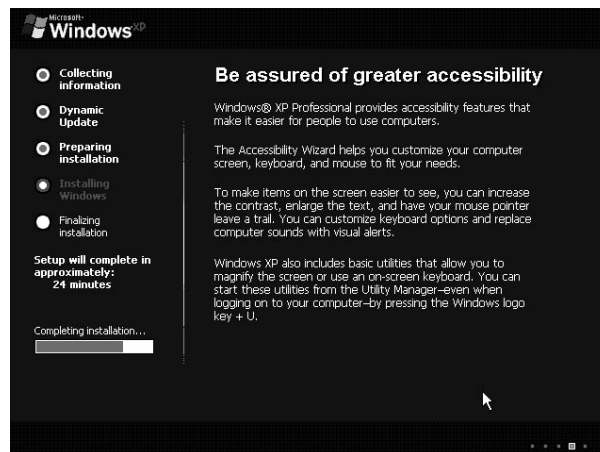 Microsoft®
Windows XP
Collecting
information
Dynamic
Update
Preparing
installation
Installing
Windows
Finalizing
installation
Setup will complete in
approximately:
24 minutes
Completing installation...
Be assured of greater accessibility
Windows® XP Professional provides accessibility features that
make it easier for people to use computers.
The Accessibility Wizard helps you customize your computer
screen, keyboard, and mouse to fit your needs.
To make items on the screen easier to see, you can increase
the contrast, enlarge the text, and have your mouse pointer
leave a trail. You can customize keyboard options and replace
computer sounds with visual alerts.
Windows XP also includes basic utilities that allow you to
magnify the screen or use an on-screen keyboard. You can
start these utilities from the Utility Manager–even when
logging on to your computer–by pressing the Windows logo
key + U.